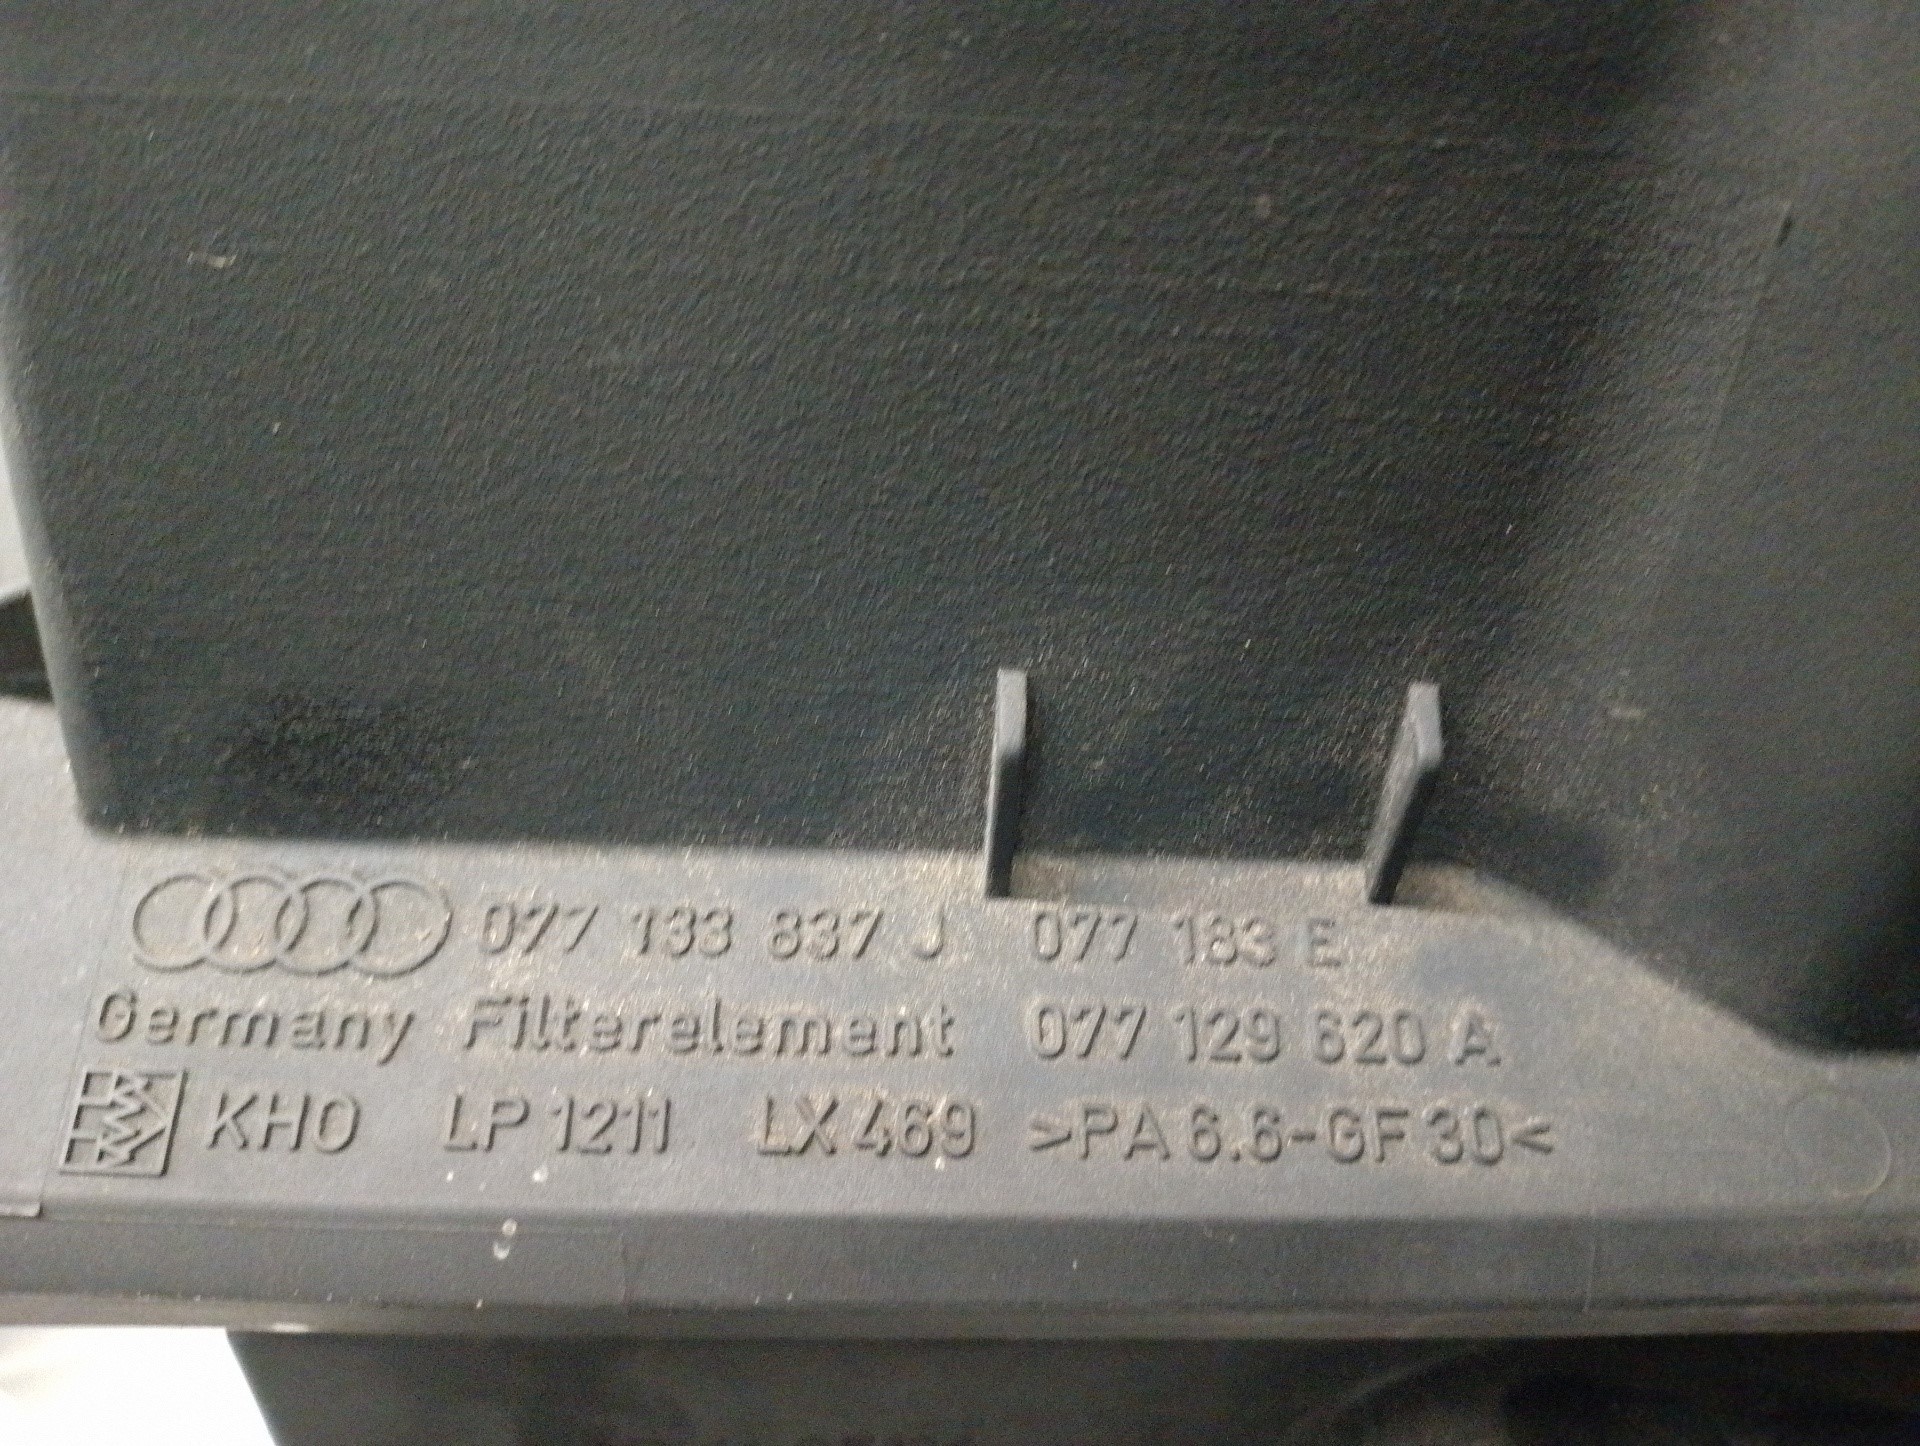 077 133 837 J 077 183 E
Germany Filterelement 077 129 620 A
KHO LP 1211 LX 469 >PA 6.6-GF 30<